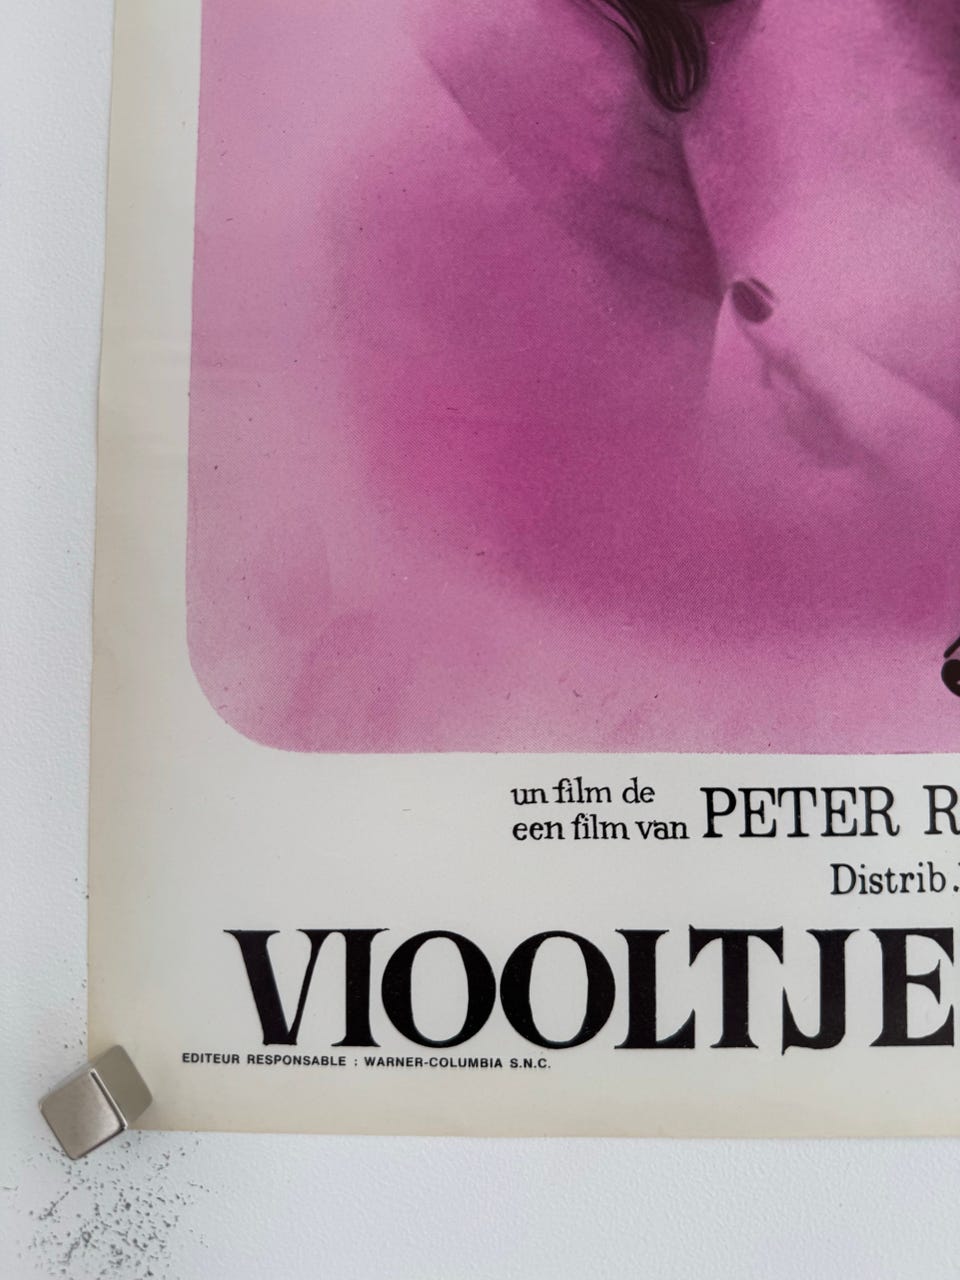 un film de
een film van PETER R
Distrib.
VIOOLTJE
EDITEUR RESPONSABLE : WARNER-COLUMBIA S.N.C.